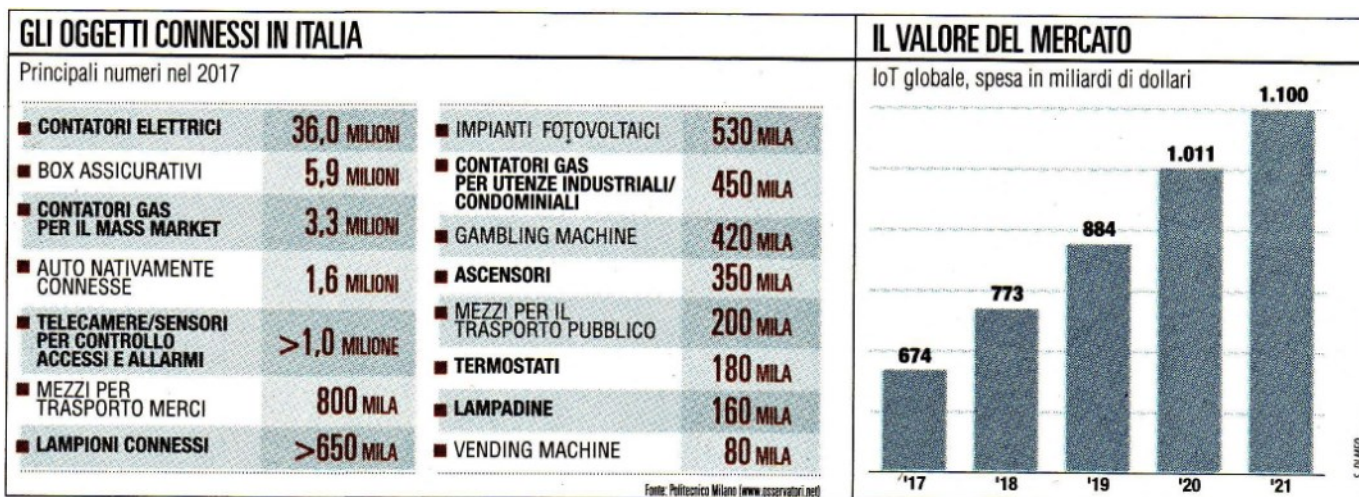 GLI OGGETTI CONNESSI IN ITALIA
Principali numeri nel 2017
CONTATORI ELETTRICI 36,0 MILIONI
BOX ASSICURATIVI 5,9 MILIONI
CONTATORI GAS
PER IL MASS MARKET 3,3 MILIONI
AUTO NATIVAMENTE
CONNESSE 1,6 MILIONI
TELECAMERE/SENSORI
PER CONTROLLO
ACCESSI E ALLARMI >1,0 MILIONE
MEZZI PER
TRASPORTO MERCI 800 MILA
LAMPIONI CONNESSI >650 MILA
IMPIANTI FOTOVOLTAICI 530 MILA
CONTATORI GAS
PER UTENZE INDUSTRIALI/
CONDOMINIALI 450 MILA
GAMBLING MACHINE 420 MILA
ASCENSORI 350 MILA
MEZZI PER IL
TRASPORTO PUBBLICO 200 MILA
TERMOSTATI 180 MILA
LAMPADINE 160 MILA
VENDING MACHINE 80 MILA
Fonte: Politecnico Milano (www.osservatori.net)
IL VALORE DEL MERCATO
IoT globale, spesa in miliardi di dollari
674
773
884
1.011
1.100
'17 '18 '19 '20 '21